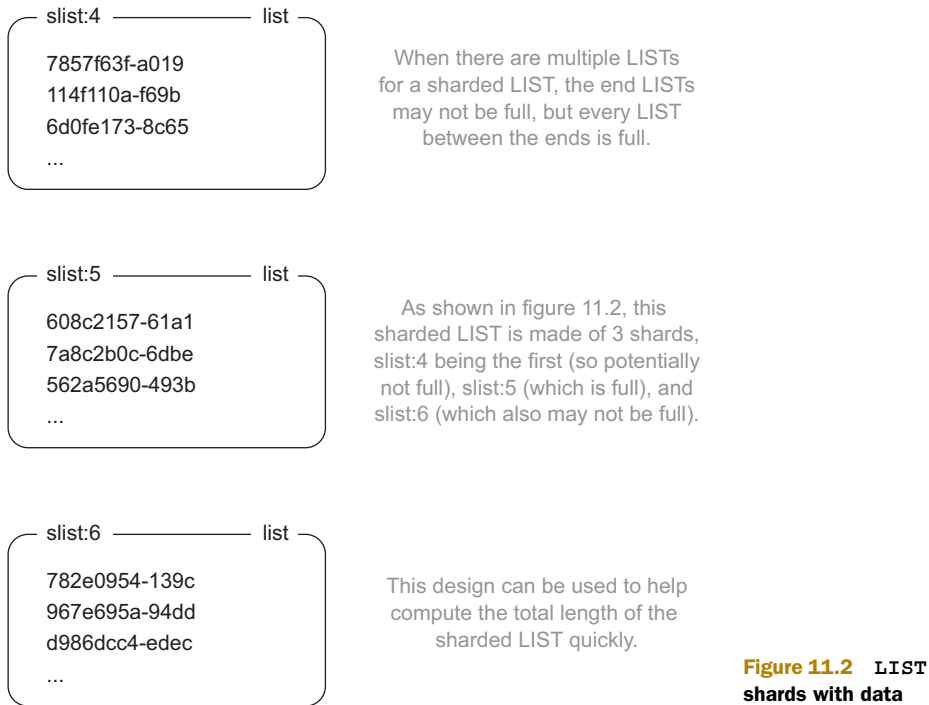 slist:4 list
7857f63f-a019
114f110a-f69b
6d0fe173-8c65
...
When there are multiple LISTs
for a sharded LIST, the end LISTs
may not be full, but every LIST
between the ends is full.
slist:5 list
608c2157-61a1
7a8c2b0c-6dbe
562a5690-493b
...
As shown in figure 11.2, this
sharded LIST is made of 3 shards,
slist:4 being the first (so potentially
not full), slist:5 (which is full), and
slist:6 (which also may not be full).
slist:6 list
782e0954-139c
967e695a-94dd
d986dcc4-edec
...
This design can be used to help
compute the total length of the
sharded LIST quickly.
Figure 11.2 LIST
shards with data